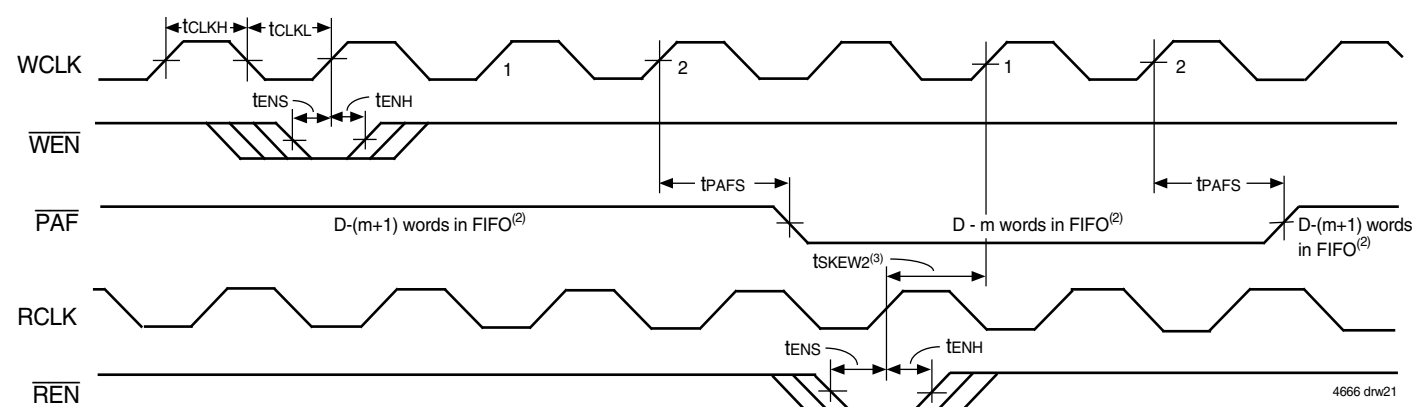 tCLKH tCLKL
WCLK 1 2 1 2
tENS tENH
WEN
tPAFS tPAFS
PAF D-(m+1) words in FIFO(2) D - m words in FIFO(2) D-(m+1) words
in FIFO(2)
tSKEW2(3)
RCLK
tENS tENH
REN 4666 drw21